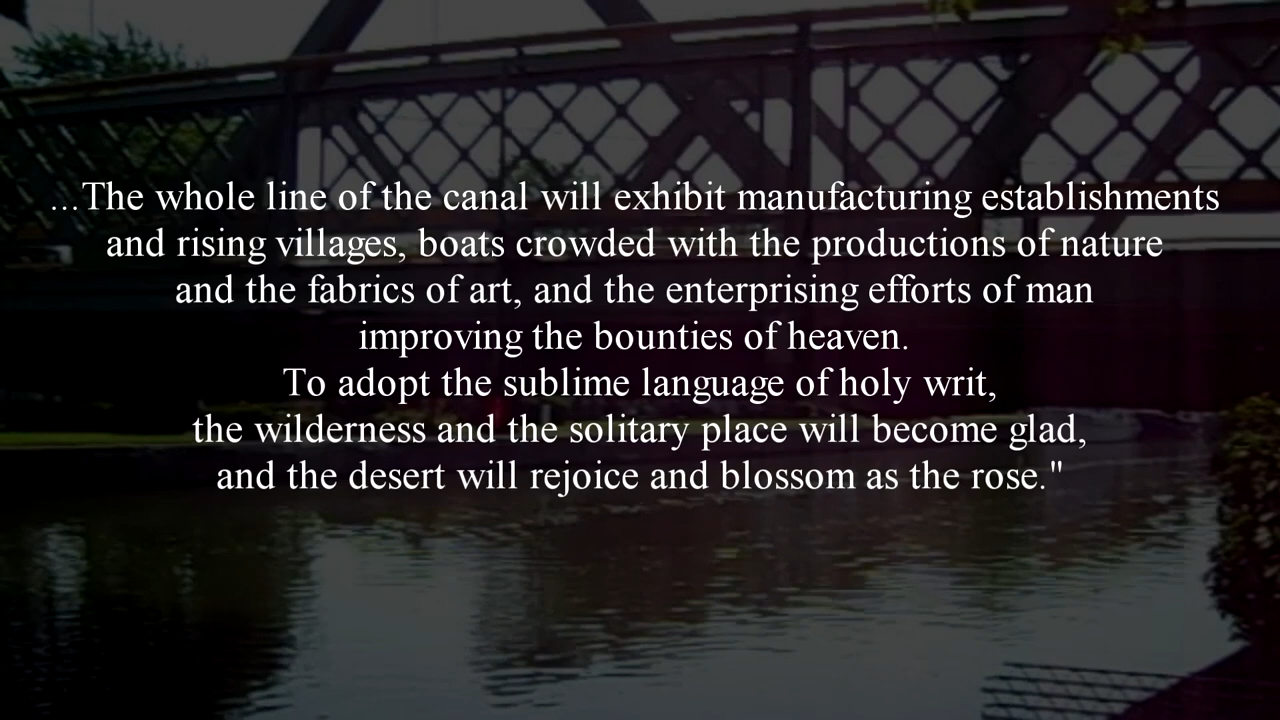 ...The whole line of the canal will exhibit manufacturing establishments
and rising villages, boats crowded with the productions of nature
and the fabrics of art, and the enterprising efforts of man
improving the bounties of heaven.
To adopt the sublime language of holy writ,
the wilderness and the solitary place will become glad,
and the desert will rejoice and blossom as the rose."